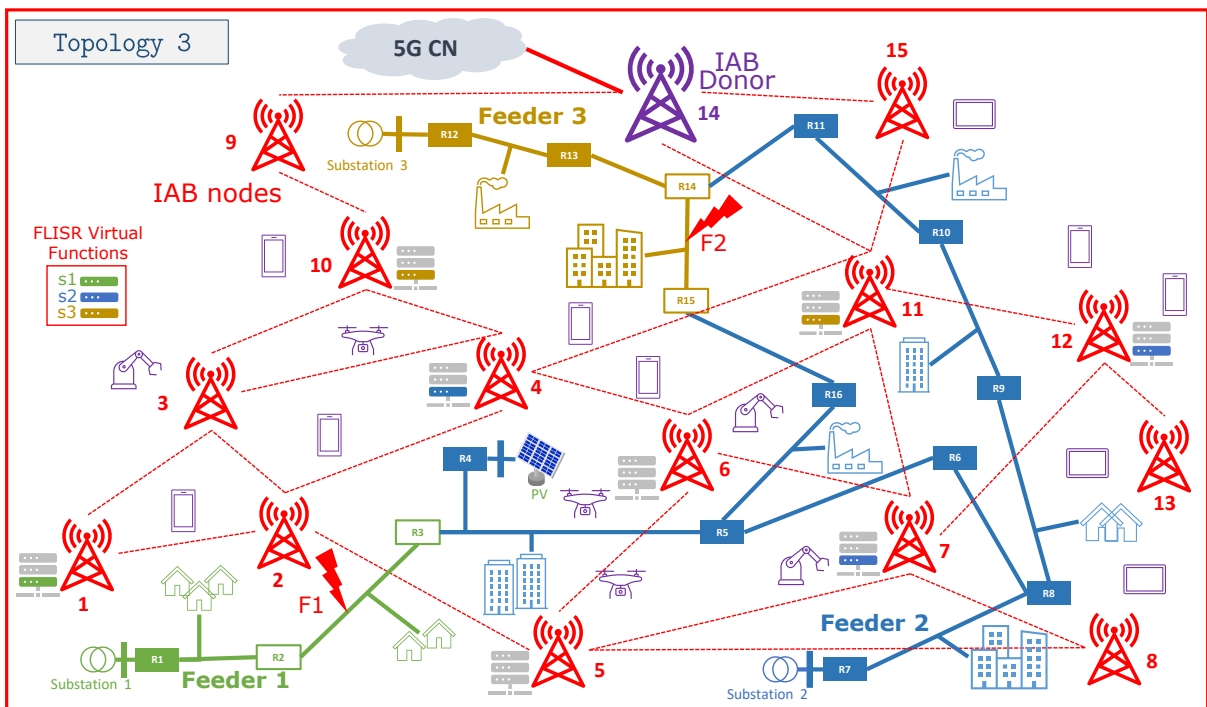 Topology 3
5G CN
IAB
Donor
14
15
9
Feeder 3
R12
R13
R11
Substation 3
IAB nodes
R14
R10
FLISR Virtual
Functions
s1
s2
s3
10
F2
R15
11
12
3
4
R9
R16
R4
PV
6
R6
13
R3
R5
7
1
2
F1
R8
R1
R2
Feeder 1
Substation 1
5
Feeder 2
R7
Substation 2
8